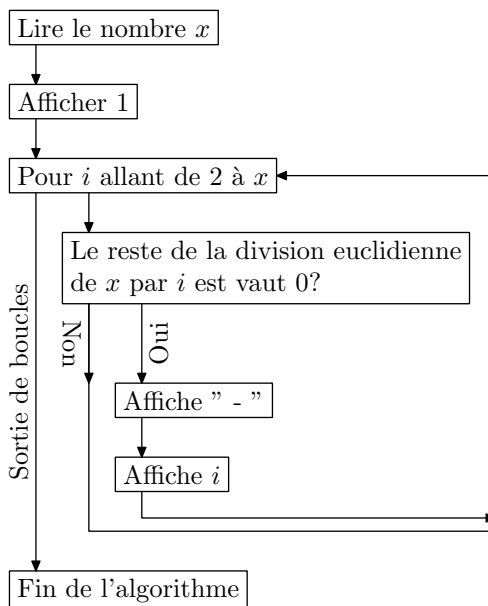 Lire le nombre x
Afficher 1
Pour i allant de 2 à x
Le reste de la division euclidienne
de x par i est vaut 0?
Non
Oui
Sortie de boucles
Affiche ” - ”
Affiche i
Fin de l'algorithme